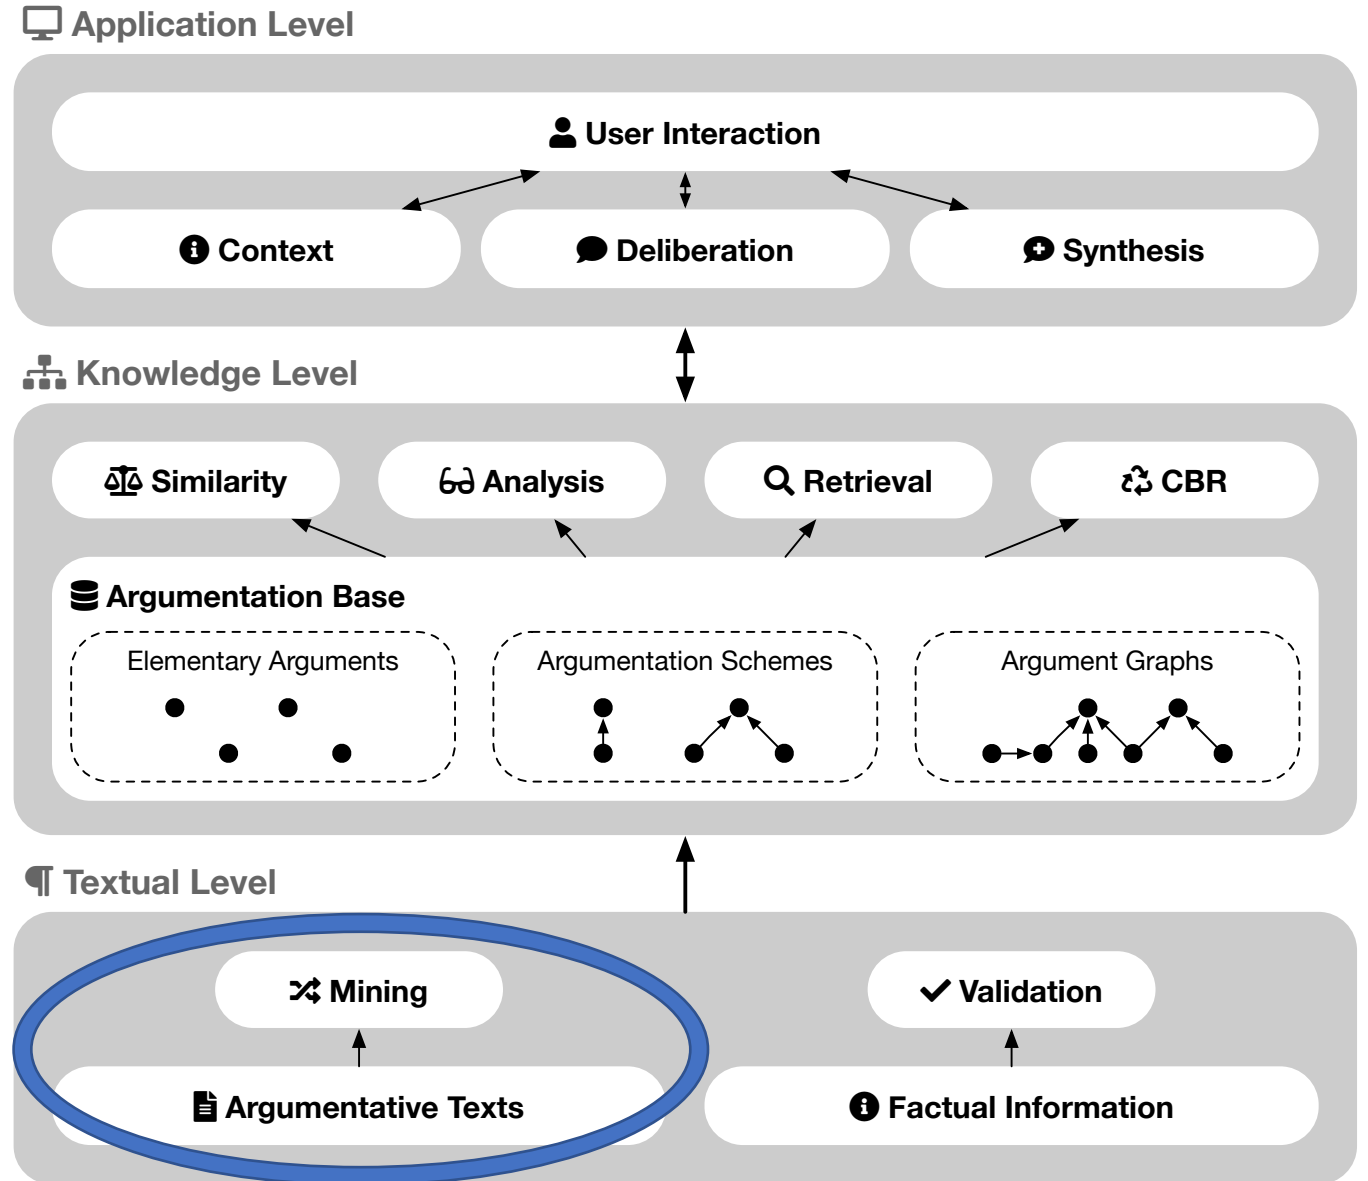 Application Level
User Interaction
Context
Deliberation
Synthesis
Knowledge Level
Similarity
Analysis
Retrieval
CBR
Argumentation Base
Elementary Arguments
Argumentation Schemes
Argument Graphs
¶ Textual Level
Mining
Validation
Argumentative Texts
Factual Information